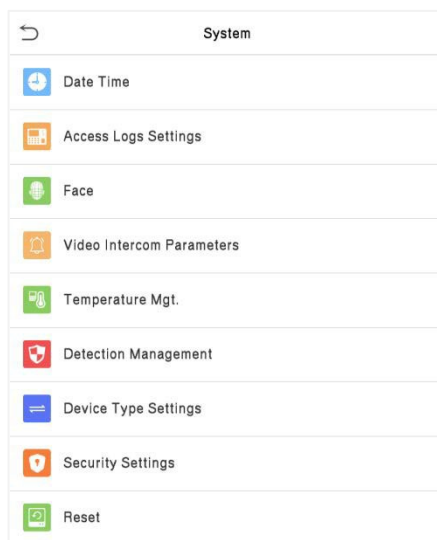 System
Date Time
Access Logs Settings
Face
Video Intercom Parameters
Temperature Mgt.
Detection Management
Device Type Settings
Security Settings
Reset